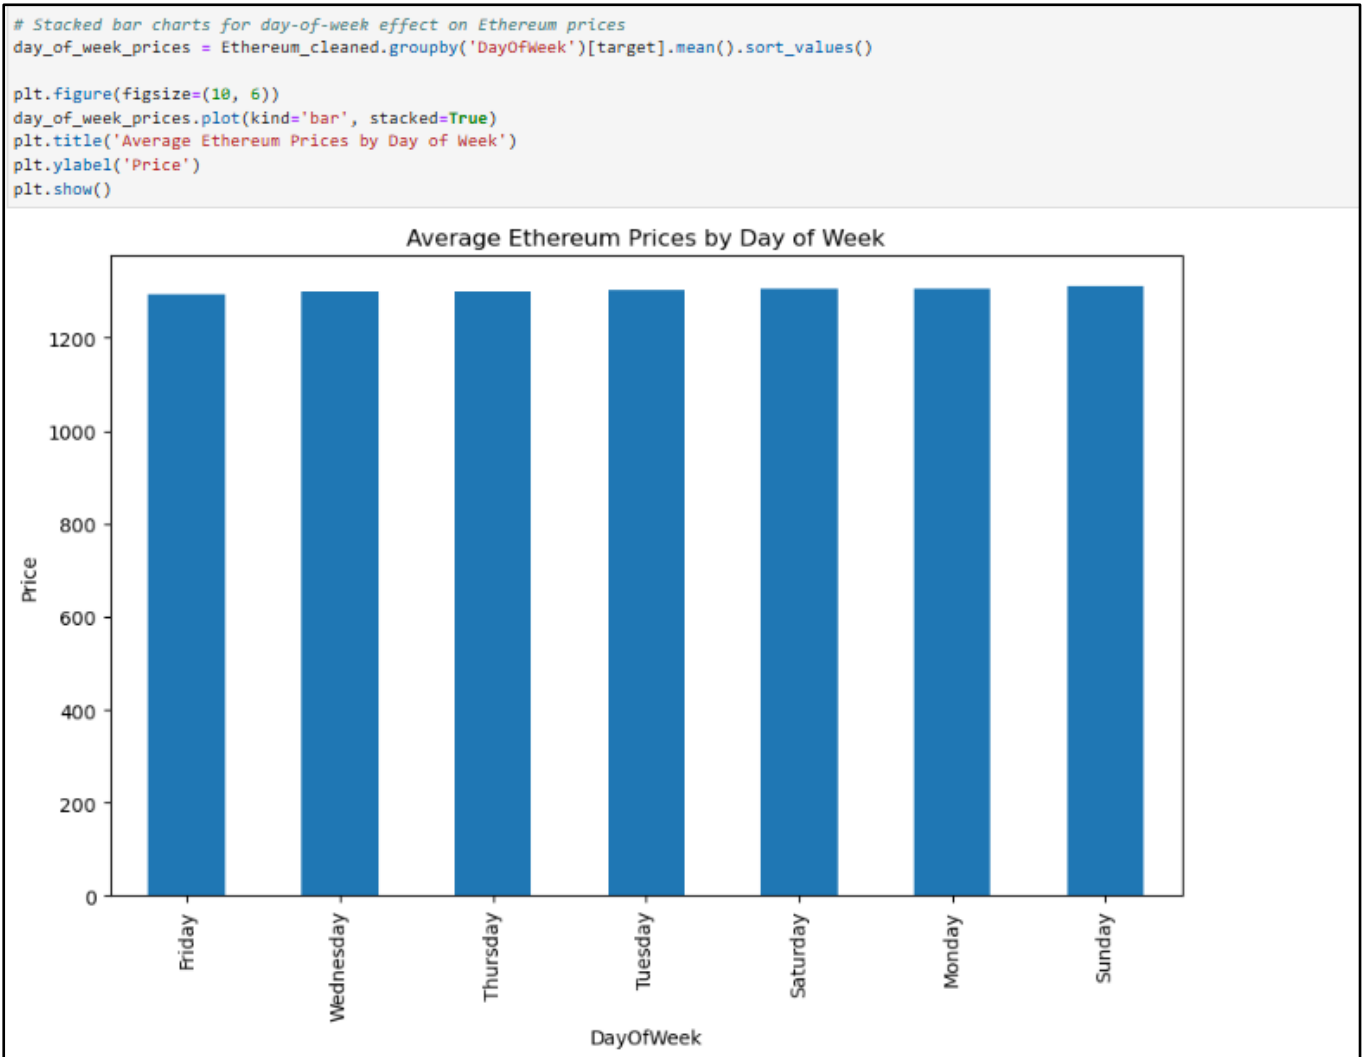 # Stacked bar charts for day-of-week effect on Ethereum prices
day_of_week_prices = Ethereum_cleaned.groupby('DayOfWeek')[target].mean().sort_values()
plt.figure(figsize=(10, 6))
day_of_week_prices.plot(kind='bar', stacked=True)
plt.title('Average Ethereum Prices by Day of Week')
plt.ylabel('Price')
plt.show()
Average Ethereum Prices by Day of Week
1200
1000
800
600
400
200
0
Price
Friday
Wednesday
Thursday
Tuesday
Saturday
Monday
Sunday
DayOfWeek